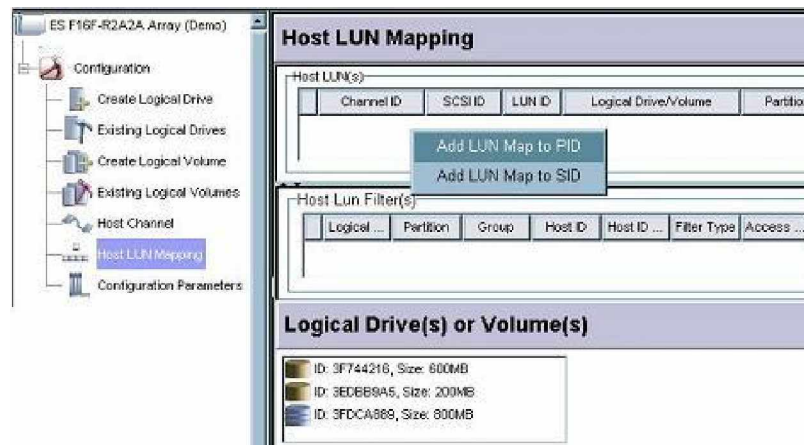 ES F16F-R2A2A Array (Demo)
Configuration
Create Logical Drive
Existing Logical Drives
Create Logical Volume
Existing Logical Volumes
Host Channel
Host LUN Mapping
Configuration Parameters
Host LUN Mapping
Host LUN(s)
Channel ID SCSI ID LUN ID Logical Drive/Volume Partitio
Add LUN Map to PID
Add LUN Map to SID
Host Lun Filter(s)
Logical ... Partition Group Host ID Host ID ... Filter Type Access ...
Logical Drive(s) or Volume(s)
ID: 3F744216, Size: 600MB
ID: 3EDBB9A5, Size: 200MB
ID: 3FDCA889, Size: 800MB